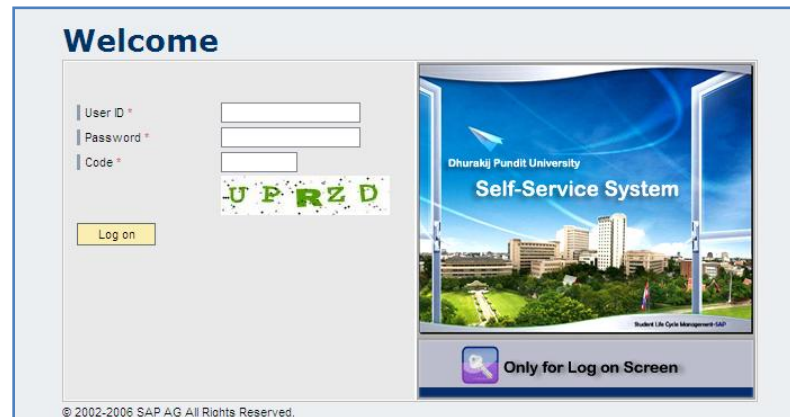 Welcome
User ID *
Password *
Code *
UPRZD
Log on
Dhurakij Pundit University
Self-Service System
Student Life Cycle Management-SAP
Only for Log on Screen
© 2002-2006 SAP AG All Rights Reserved.